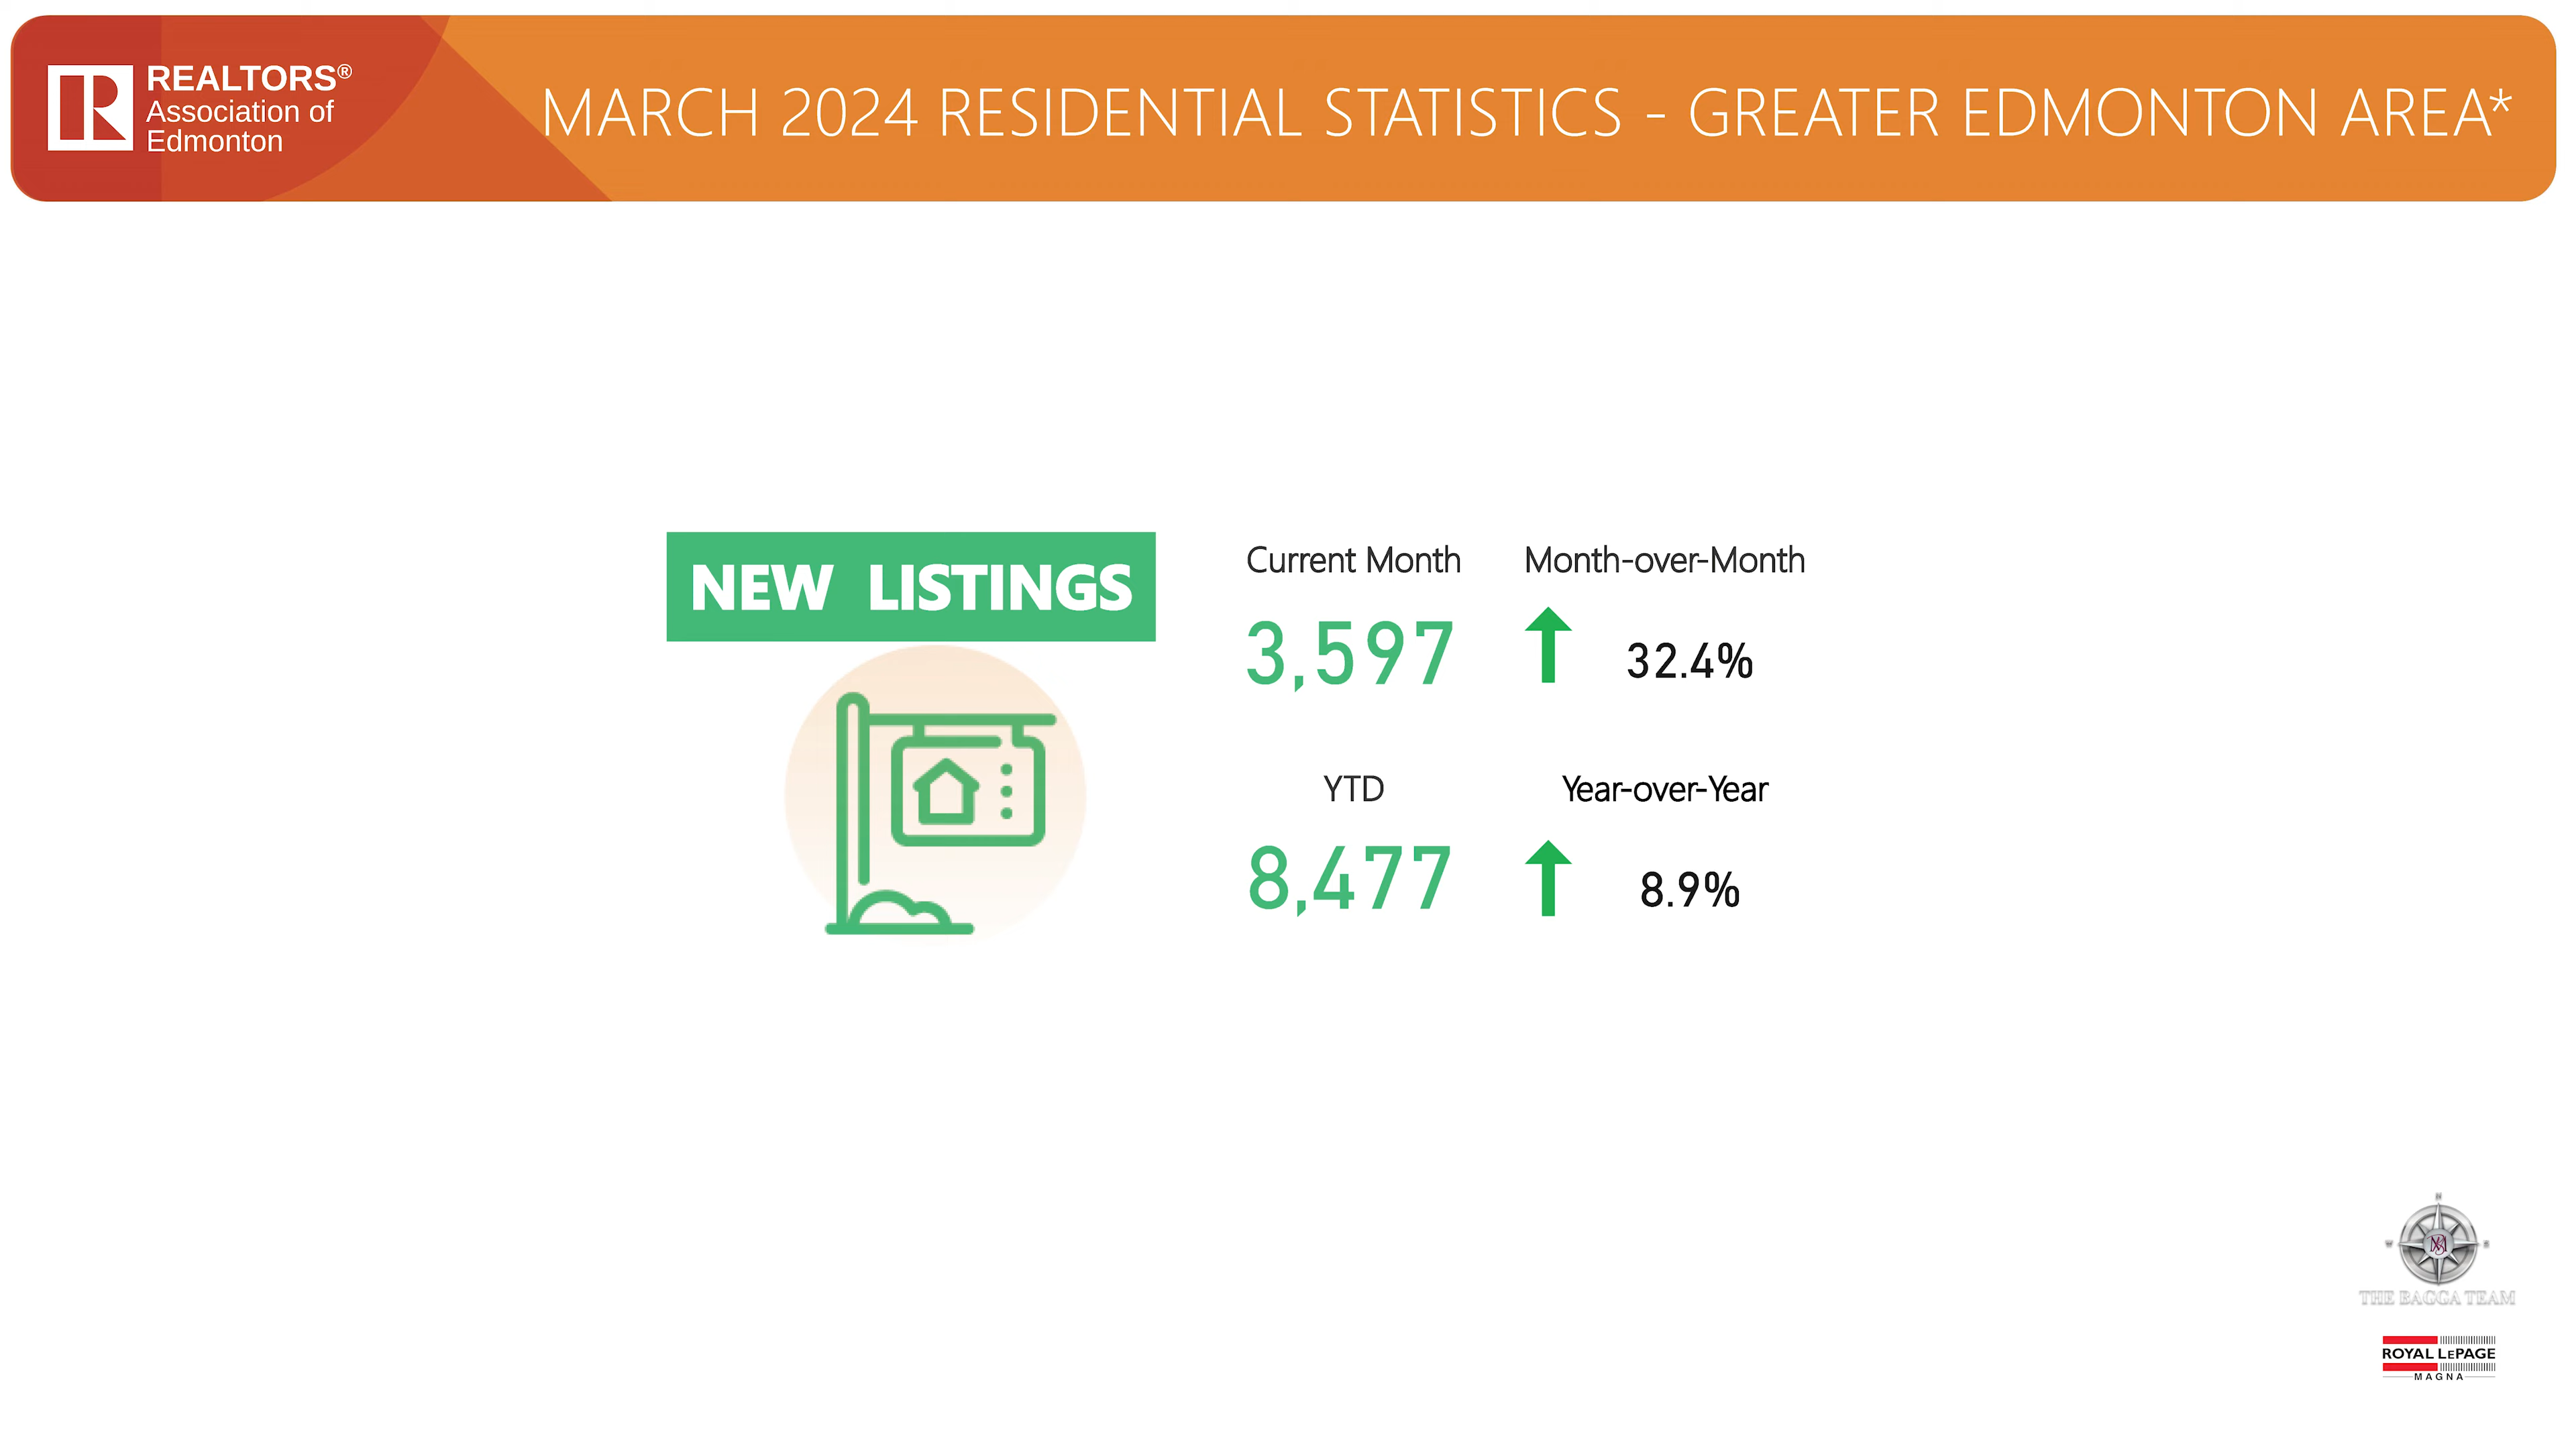 REALTORS®
Association of
Edmonton
MARCH 2024 RESIDENTIAL STATISTICS - GREATER EDMONTON AREA*
NEW LISTINGS
Current Month Month-over-Month
3,597 32.4%
YTD Year-over-Year
8,477 8.9%
N
THE BAGGA TEAM
ROYAL LEPAGE
MAGNA